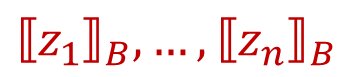 ⟦z₁⟧_B, …, ⟦zₙ⟧_B